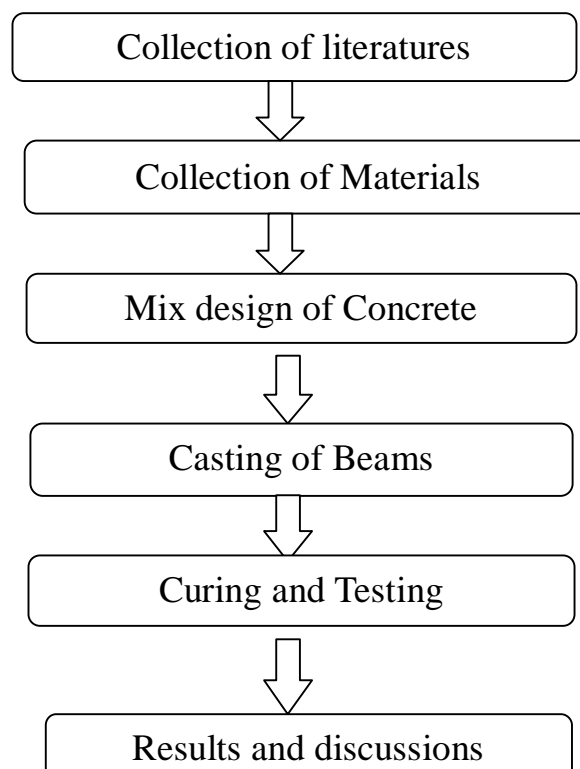 Collection of literatures
Collection of Materials
Mix design of Concrete
Casting of Beams
Curing and Testing
Results and discussions